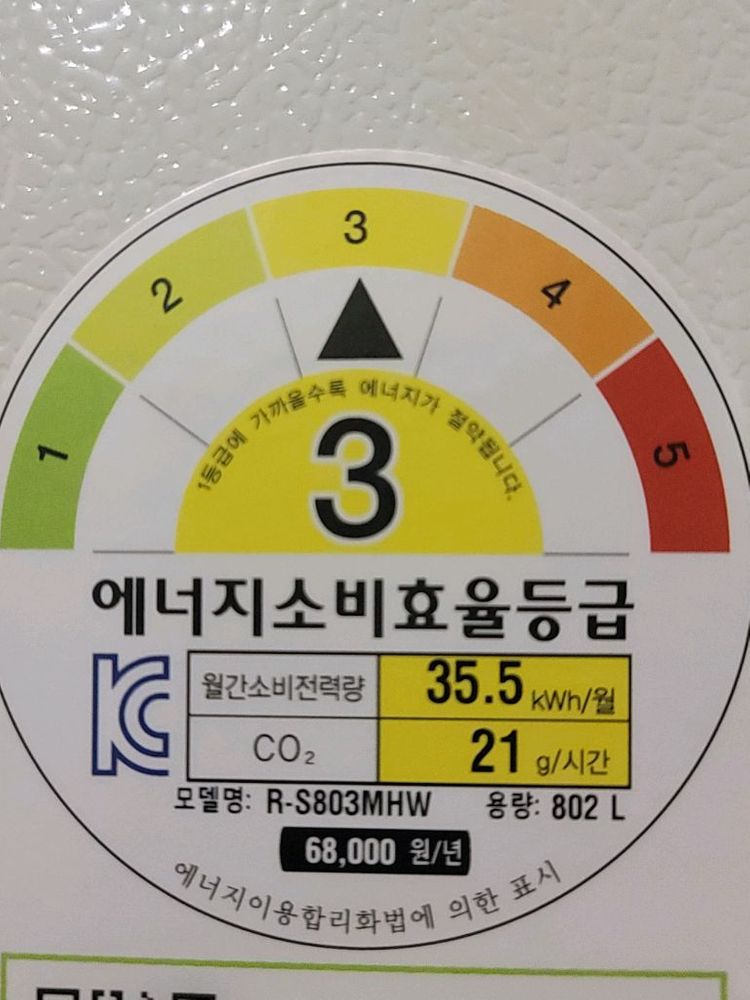 1
2
3
4
5
1등급에 가까울수록 에너지가 절약됩니다.
3
에너지소비효율등급
KC
월간소비전력량 35.5 kWh/월
CO₂ 21 g/시간
모델명: R-S803MHW 용량: 802 L
68,000 원/년
에너지이용합리화법에 의한 표시